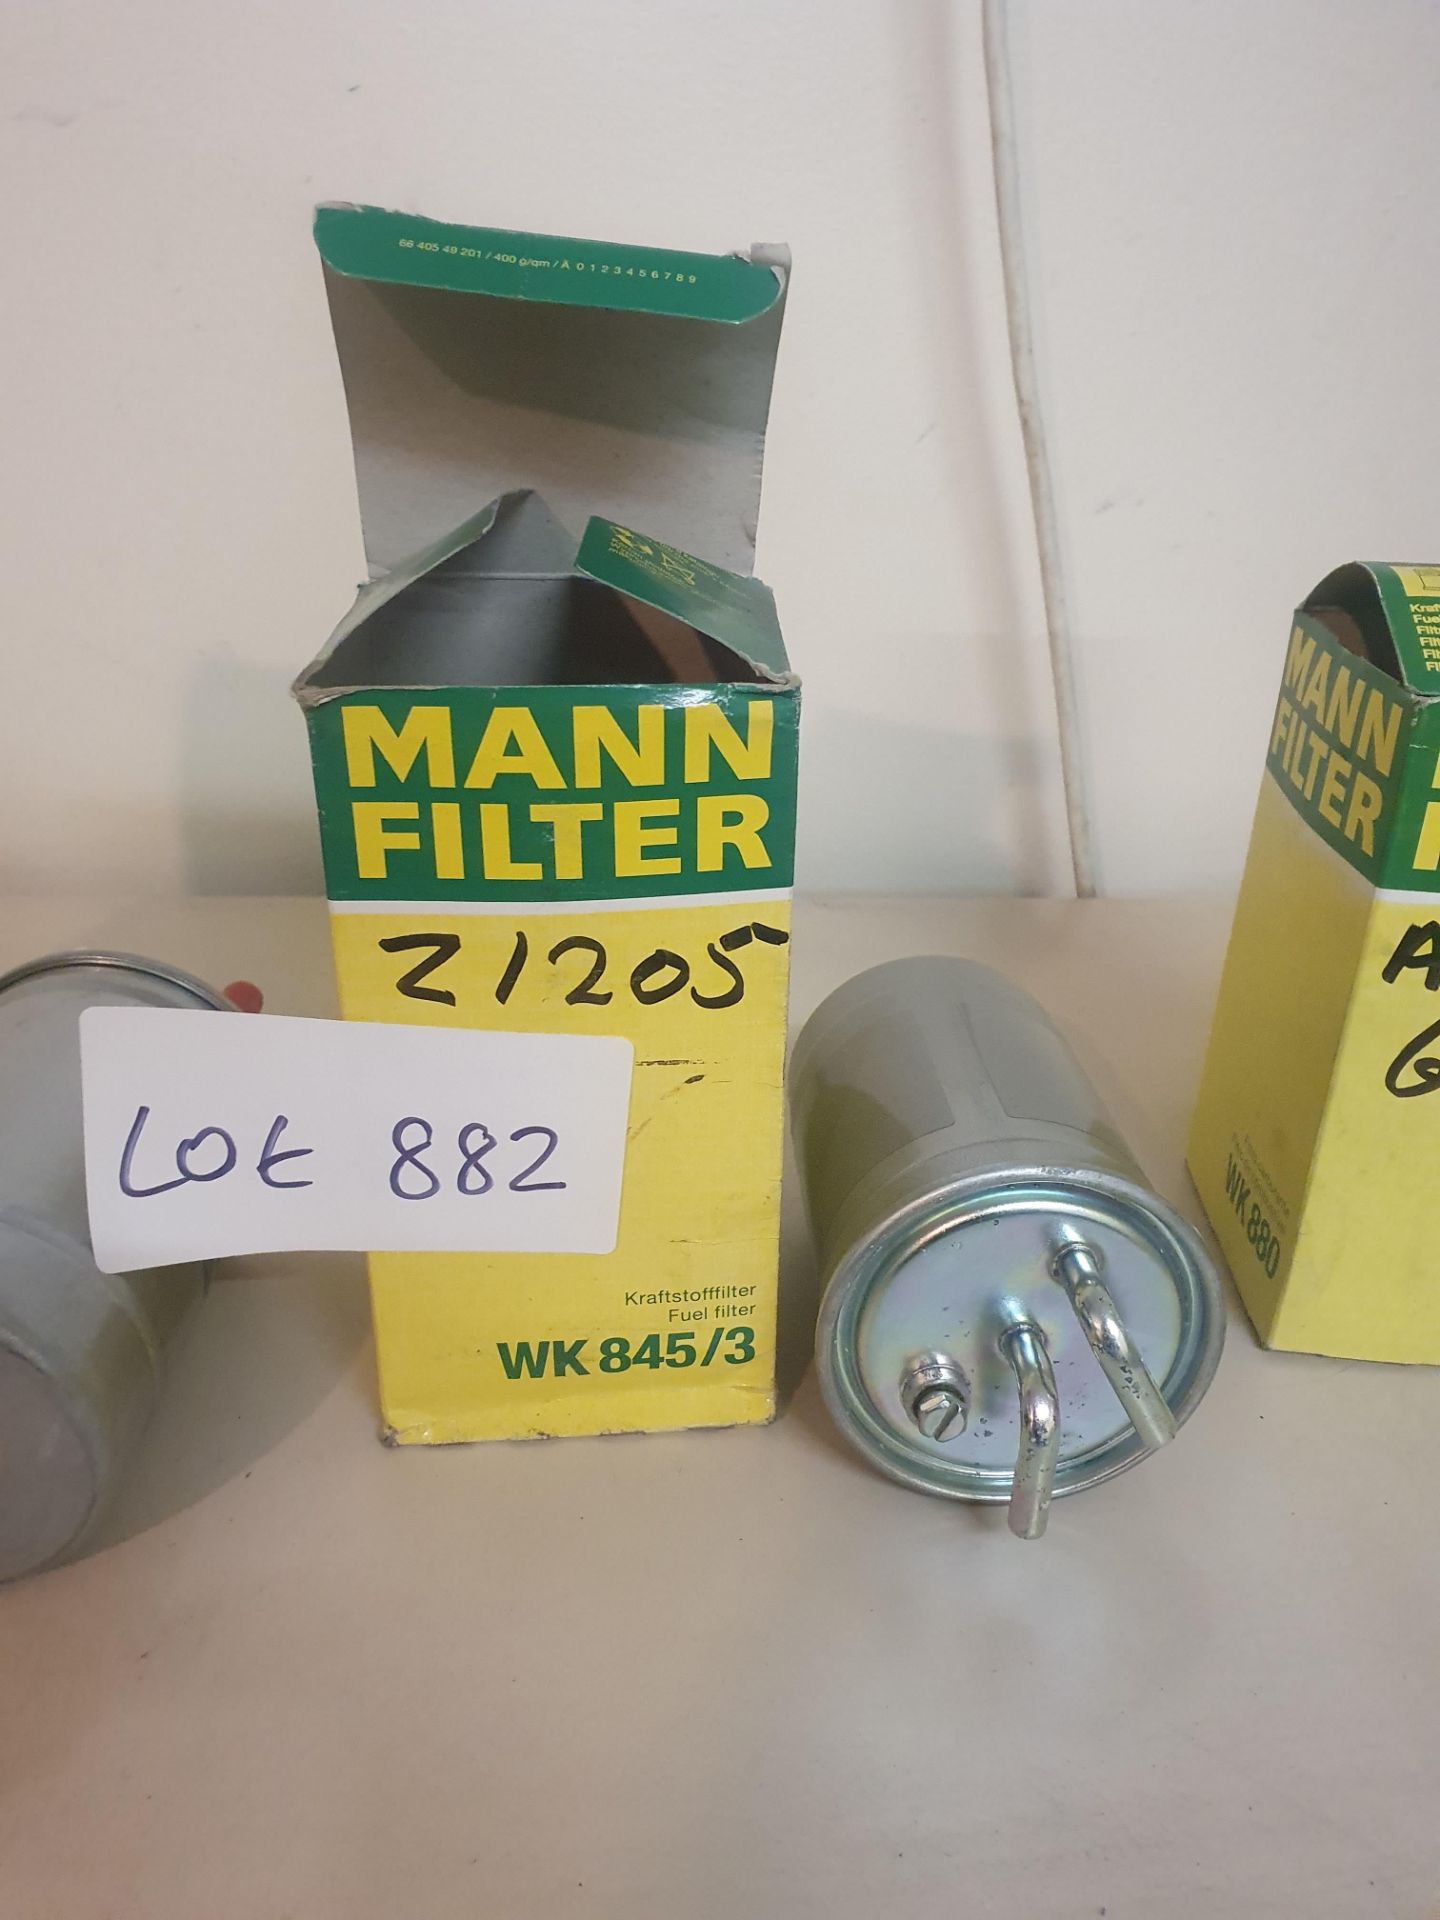 66 405 49 201 / 400 g/qm / A 0 1 2 3 4 5 6 7 8 9
MANN
FILTER
Z1205
Lot 882
Kraftstofffilter
Fuel filter
WK 845/3
MANN
FILTER
WK 880